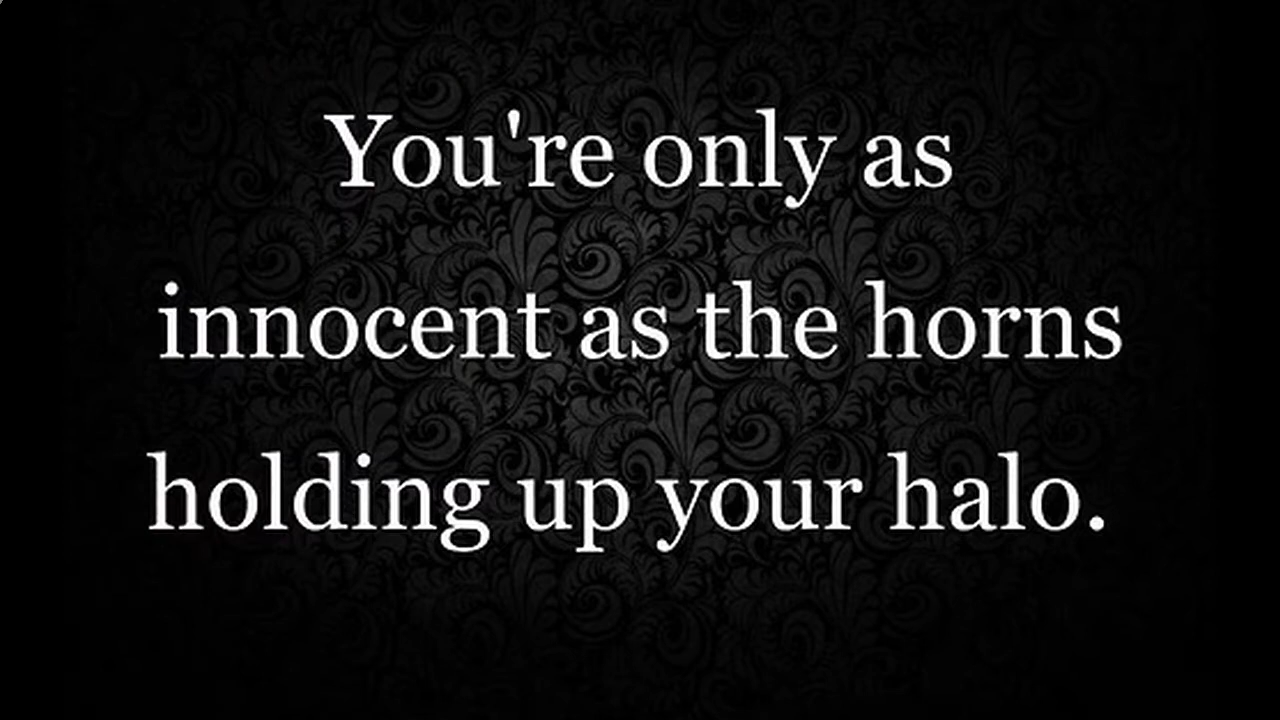 You're only as
innocent as the horns
holding up your halo.